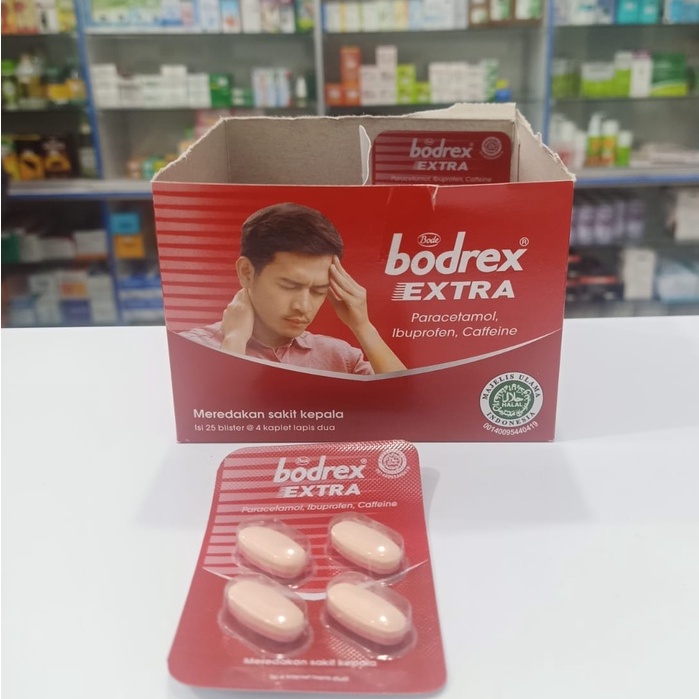 bodrex
EXTRA
Paracetamol, Ibuprofen, Caffeine
Bode
bodrex®
EXTRA
Paracetamol,
Ibuprofen, Caffeine
Meredakan sakit kepala
Isi 25 blister @ 4 kaplet lapis dua
MAJELIS ULAMA
حلال
HALAL
INDONESIA
00140095440419
bodrex®
EXTRA
Paracetamol, Ibuprofen, Caffeine
Meredakan sakit kepala